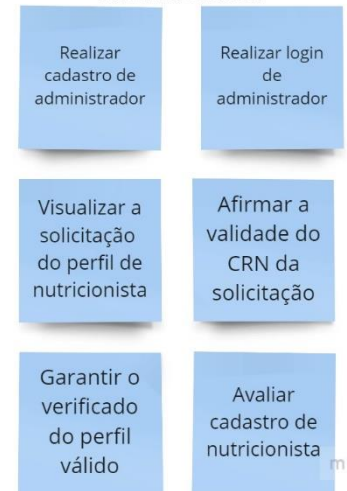 Realizar
cadastro de
administrador
Realizar login
de
administrador
Visualizar a
solicitação
do perfil de
nutricionista
Afirmar a
validade do
CRN da
solicitação
Garantir o
verificado
do perfil
válido
Avaliar
cadastro de
nutricionista
m